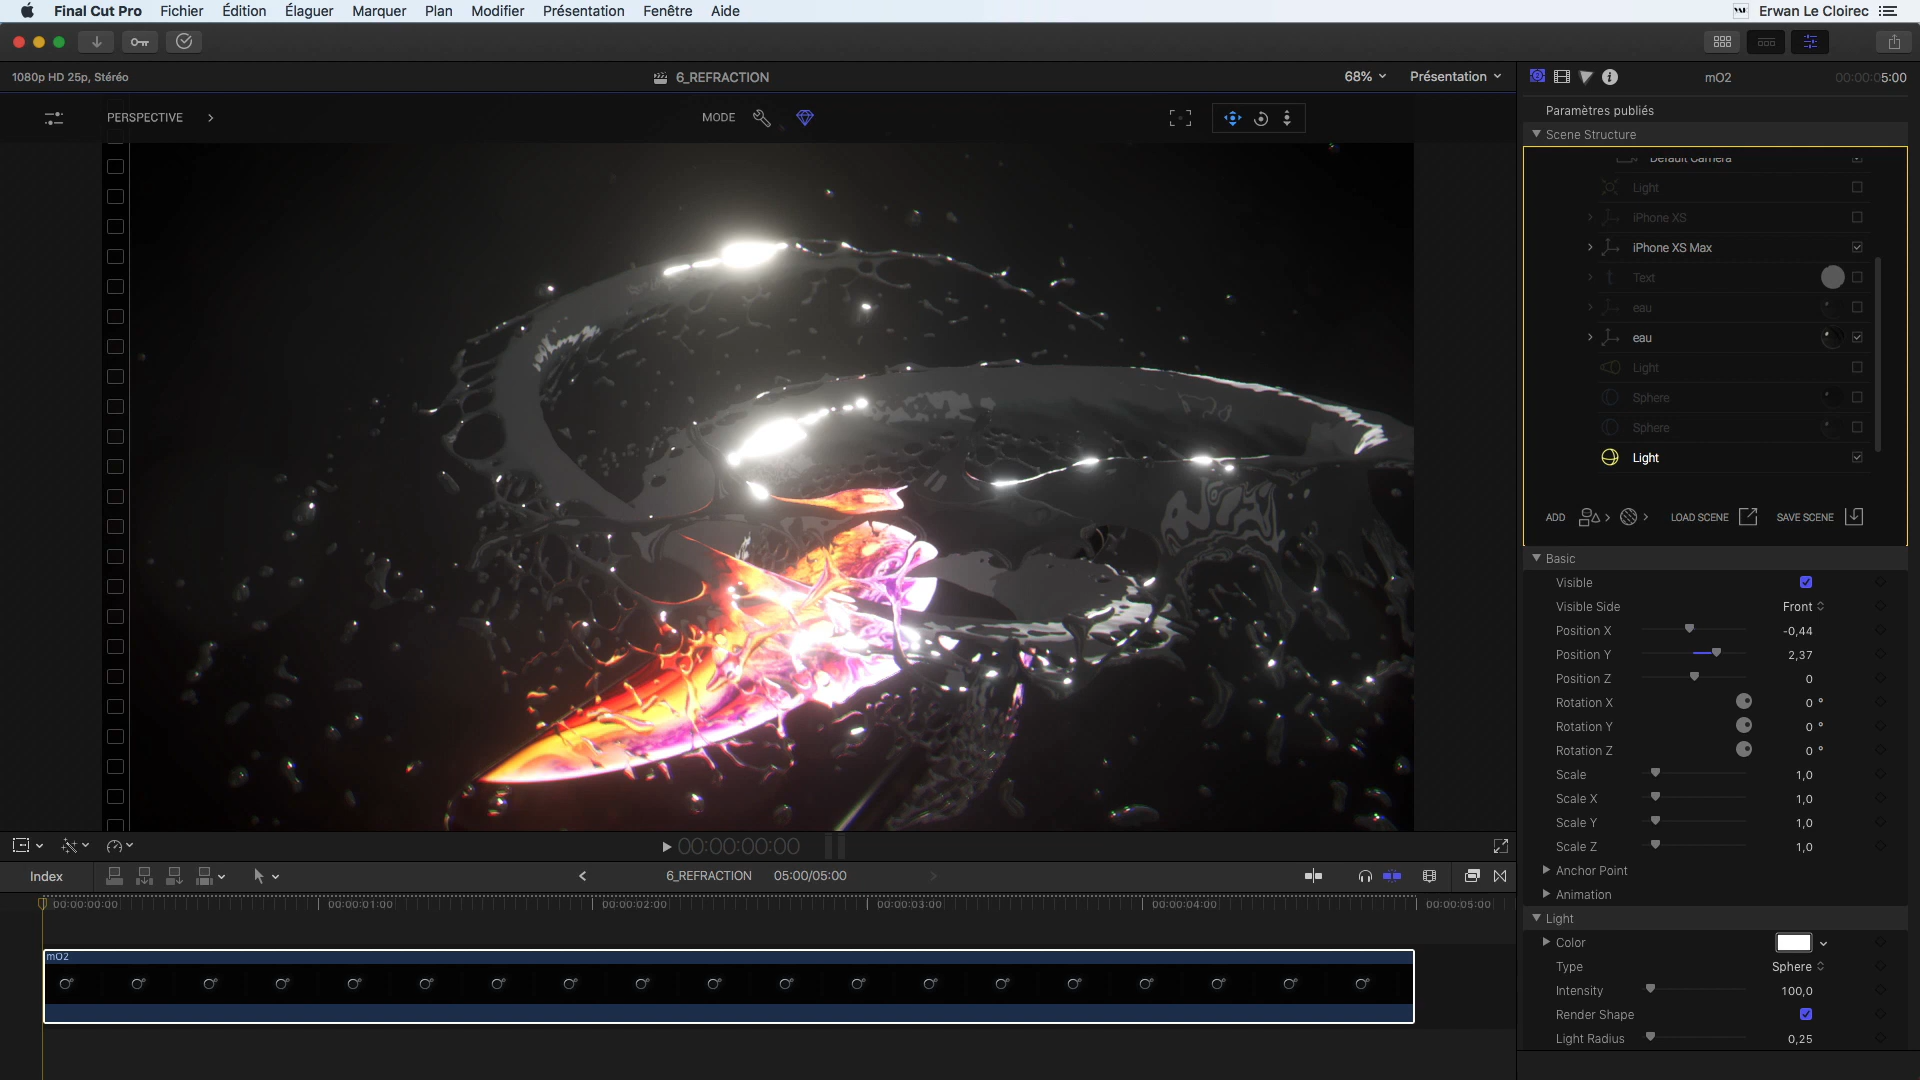 Final Cut Pro Fichier Édition Élaguer Marquer Plan Modifier Présentation Fenêtre Aide Erwan Le Cloirec
1080p HD 25p, Stéréo 6_REFRACTION 68% Présentation mO2 00:00:05:00
PERSPECTIVE MODE
Paramètres publiés
Scene Structure
Default Camera
Light
iPhone XS
iPhone XS Max
Text
eau
eau
Light
Sphere
Sphere
Light
ADD LOAD SCENE SAVE SCENE
Basic
Visible
Visible Side Front
Position X -0,44
Position Y 2,37
Position Z 0
Rotation X 0 °
Rotation Y 0 °
Rotation Z 0 °
Scale 1,0
Scale X 1,0
Scale Y 1,0
Scale Z 1,0
Anchor Point
Animation
Light
Color
Type Sphere
Intensity 100,0
Render Shape
Light Radius 0,25
00:00:00:00
Index 6_REFRACTION 05:00/05:00
00:00:00:00 00:00:01:00 00:00:02:00 00:00:03:00 00:00:04:00 00:00:05:00
mO2